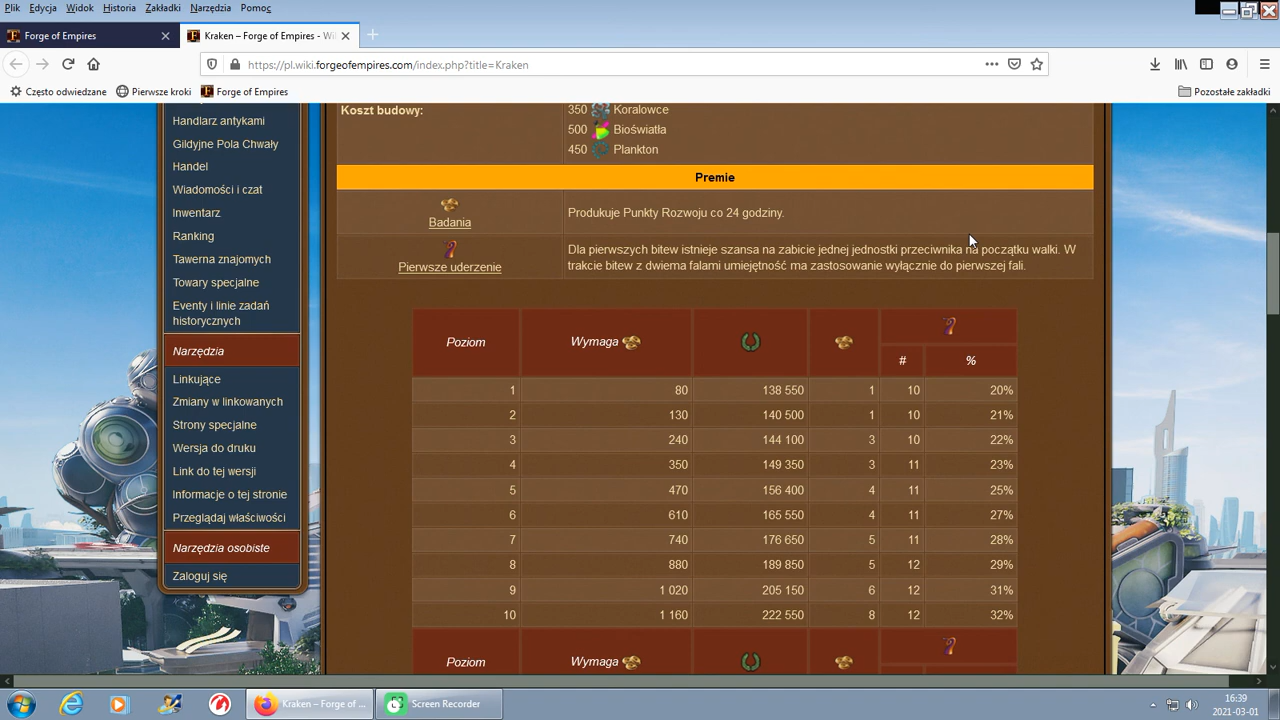 Plik Edycja Widok Historia Zakładki Narzędzia Pomoc
Forge of Empires
Kraken – Forge of Empires - Wi
https://pl.wiki.forgeofempires.com/index.php?title=Kraken
Często odwiedzane Pierwsze kroki Forge of Empires Pozostałe zakładki
Handlarz antykami
Gildyjne Pola Chwały
Handel
Wiadomości i czat
Inwentarz
Ranking
Tawerna znajomych
Towary specjalne
Eventy i linie zadań
historycznych
Narzędzia
Linkujące
Zmiany w linkowanych
Strony specjalne
Wersja do druku
Link do tej wersji
Informacje o tej stronie
Przeglądaj właściwości
Narzędzia osobiste
Zaloguj się
Koszt budowy:
350 Koralowce
500 Bioświatła
450 Plankton
Premie
Badania
Produkuje Punkty Rozwoju co 24 godziny.
Pierwsze uderzenie
Dla pierwszych bitew istnieje szansa na zabicie jednej jednostki przeciwnika na początku walki. W
trakcie bitew z dwiema falami umiejętność ma zastosowanie wyłącznie do pierwszej fali.
Poziom Wymaga # %
1 80 138 550 1 10 20%
2 130 140 500 1 10 21%
3 240 144 100 3 10 22%
4 350 149 350 3 11 23%
5 470 156 400 4 11 25%
6 610 165 550 4 11 27%
7 740 176 650 5 11 28%
8 880 189 850 5 12 29%
9 1 020 205 150 6 12 31%
10 1 160 222 550 8 12 32%
Poziom Wymaga
Kraken – Forge of ...
Screen Recorder
16:39
2021-03-01